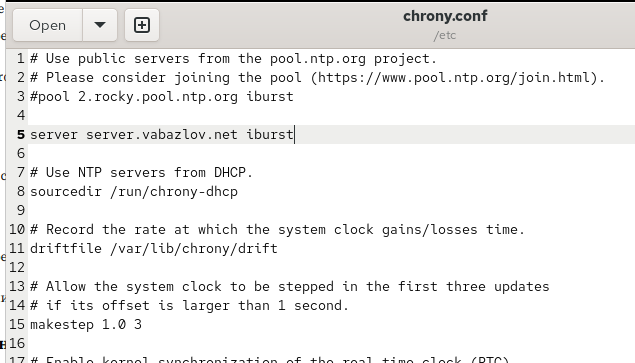 Open
chrony.conf
/etc
1 # Use public servers from the pool.ntp.org project.
2 # Please consider joining the pool (https://www.pool.ntp.org/join.html).
3 #pool 2.rocky.pool.ntp.org iburst
4
5 server server.vabazlov.net iburst
6
7 # Use NTP servers from DHCP.
8 sourcedir /run/chrony-dhcp
9
10 # Record the rate at which the system clock gains/losses time.
11 driftfile /var/lib/chrony/drift
12
13 # Allow the system clock to be stepped in the first three updates
14 # if its offset is larger than 1 second.
15 makestep 1.0 3
16
17 # Enable kernel synchronization of the real-time clock (RTC).